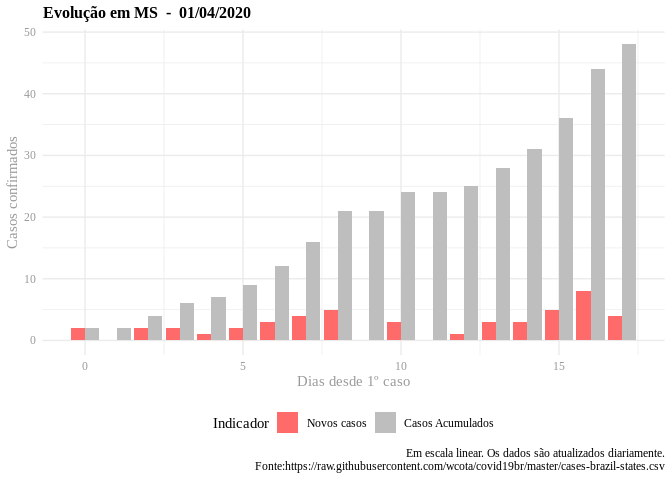 Evolução em MS - 01/04/2020
Casos confirmados
50
40
30
20
10
0
0 5 10 15
Dias desde 1º caso
Indicador Novos casos Casos Acumulados
Em escala linear. Os dados são atualizados diariamente.
Fonte:https://raw.githubusercontent.com/wcota/covid19br/master/cases-brazil-states.csv